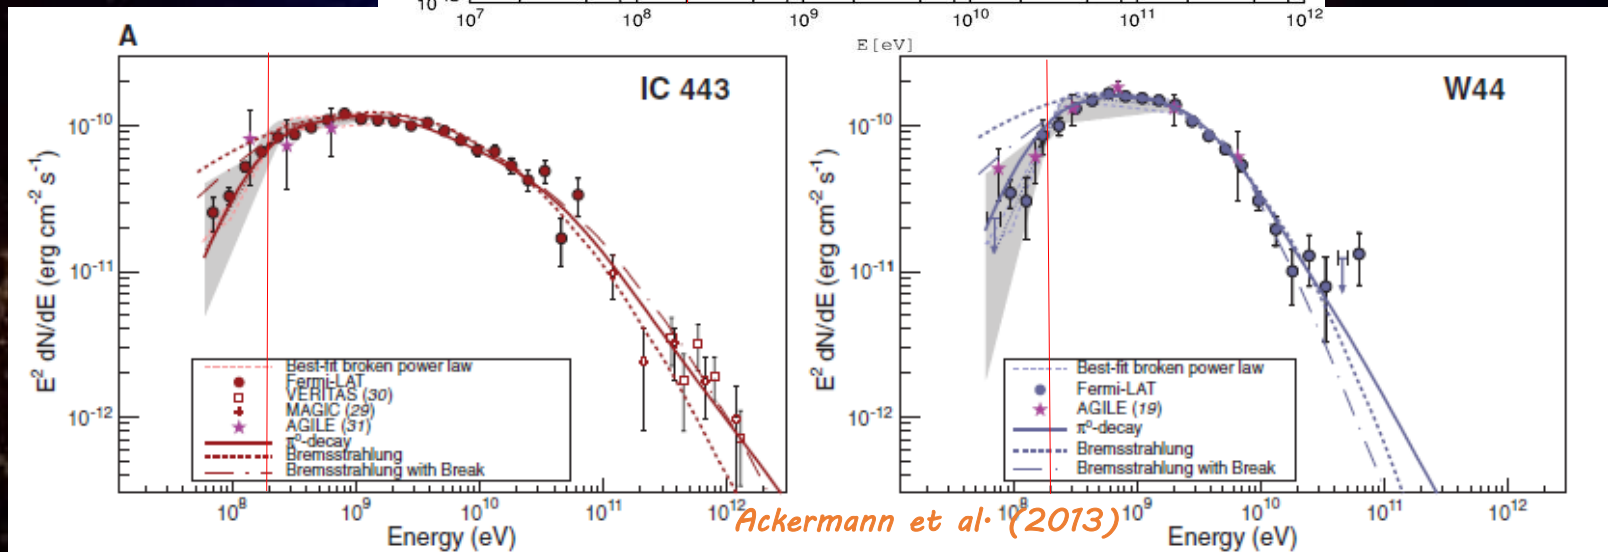 10⁷ 10⁸ 10⁹ 10¹⁰ 10¹¹ 10¹²
E [eV]
A
IC 443
10⁻¹⁰
10⁻¹¹
10⁻¹²
E² dN/dE (erg cm⁻² s⁻¹)
Best-fit broken power law
Fermi-LAT
VERITAS (30)
MAGIC (29)
AGILE (31)
π⁰-decay
Bremsstrahlung
Bremsstrahlung with Break
10⁸ 10⁹ 10¹⁰ 10¹¹ 10¹²
Energy (eV)
W44
10⁻¹⁰
10⁻¹¹
10⁻¹²
E² dN/dE (erg cm⁻² s⁻¹)
Best-fit broken power law
Fermi-LAT
AGILE (19)
π⁰-decay
Bremsstrahlung
Bremsstrahlung with Break
10⁸ 10⁹ 10¹⁰ 10¹¹ 10¹²
Energy (eV)
Ackermann et al. (2013)